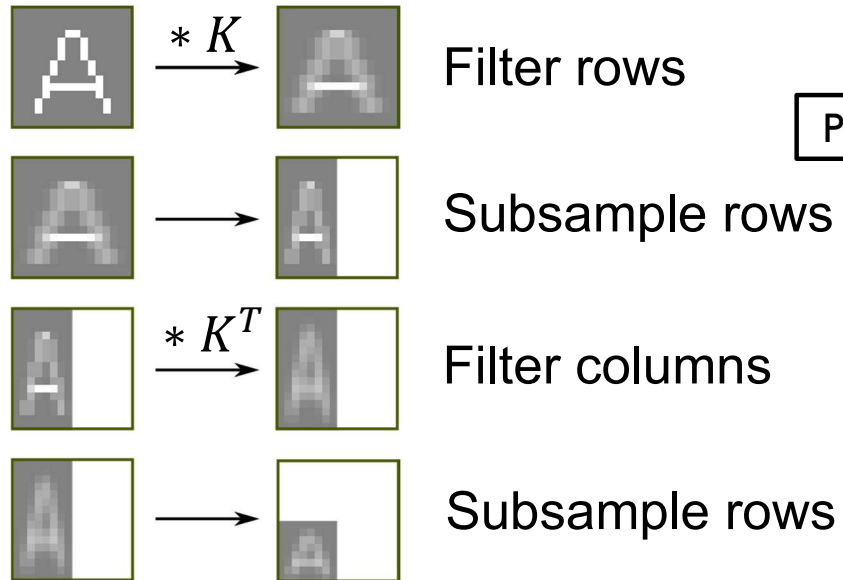 * K
Filter rows
P
Subsample rows
* K^T
Filter columns
Subsample rows